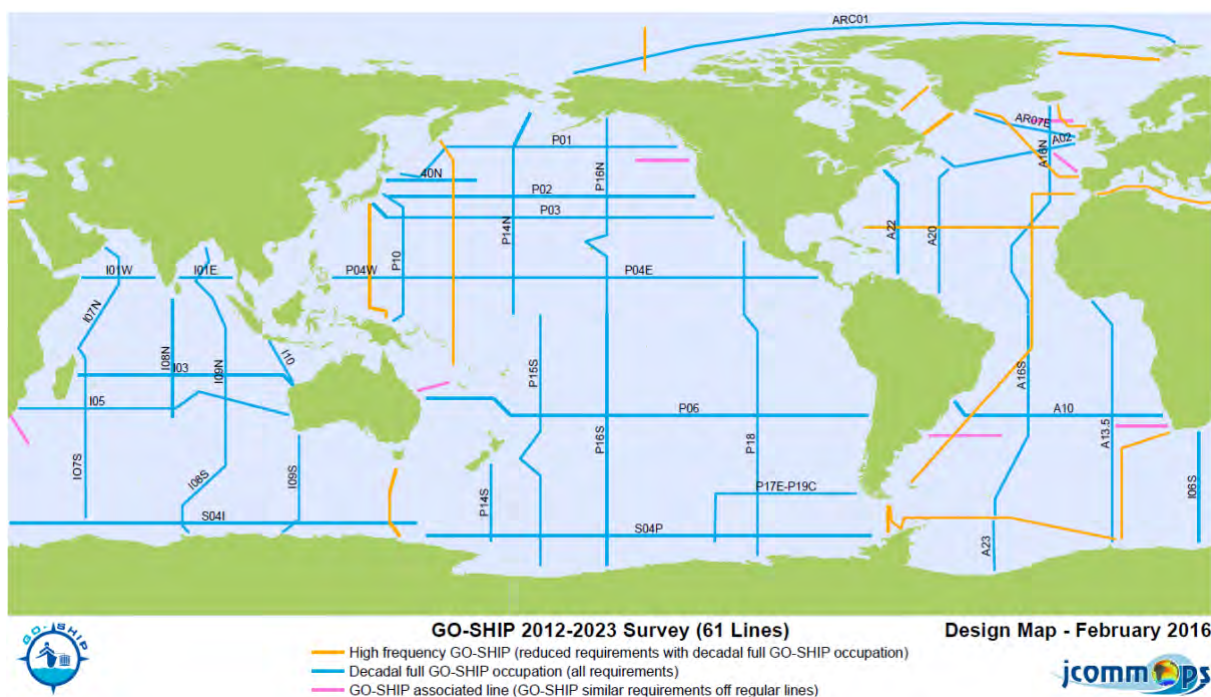 ARC01
AR07E
A02
A16N
P01
40N
P02
P03
P16N
P14N
P10
P04W
P04E
A22
A20
I01W
I01E
I07N
I08N
I03
I09N
I10
I05
P15S
P06
P16S
P18
A16S
A10
A13.5
IO7S
I08S
I09S
P14S
P17E-P19C
I06S
S04I
S04P
A23
GO-SHIP
GO-SHIP 2012-2023 Survey (61 Lines)
Design Map - February 2016
High frequency GO-SHIP (reduced requirements with decadal full GO-SHIP occupation)
Decadal full GO-SHIP occupation (all requirements)
GO-SHIP associated line (GO-SHIP similar requirements off regular lines)
jcommops